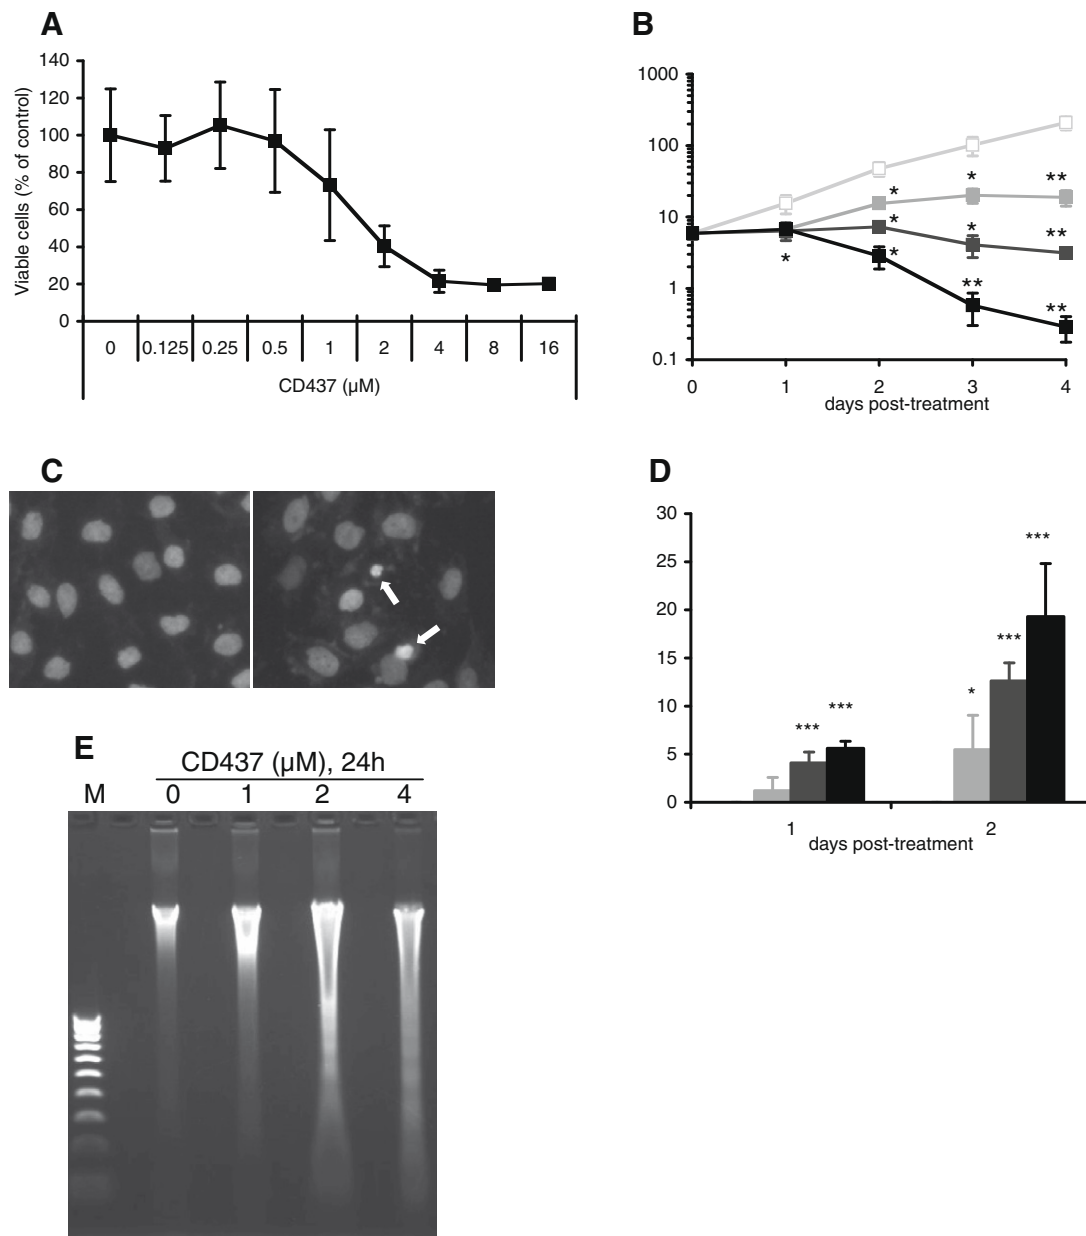 A
Viable cells (% of control)
140
120
100
80
60
40
20
0
0 0.125 0.25 0.5 1 2 4 8 16
CD437 (µM)
B
1000
100
10
1
0.1
* * **
* * **
* * ** **
0 1 2 3 4
days post-treatment
C
D
30
25
20
15
10
5
0
*** ***
* *** ***
1 2
days post-treatment
E
CD437 (µM), 24h
M 0 1 2 4